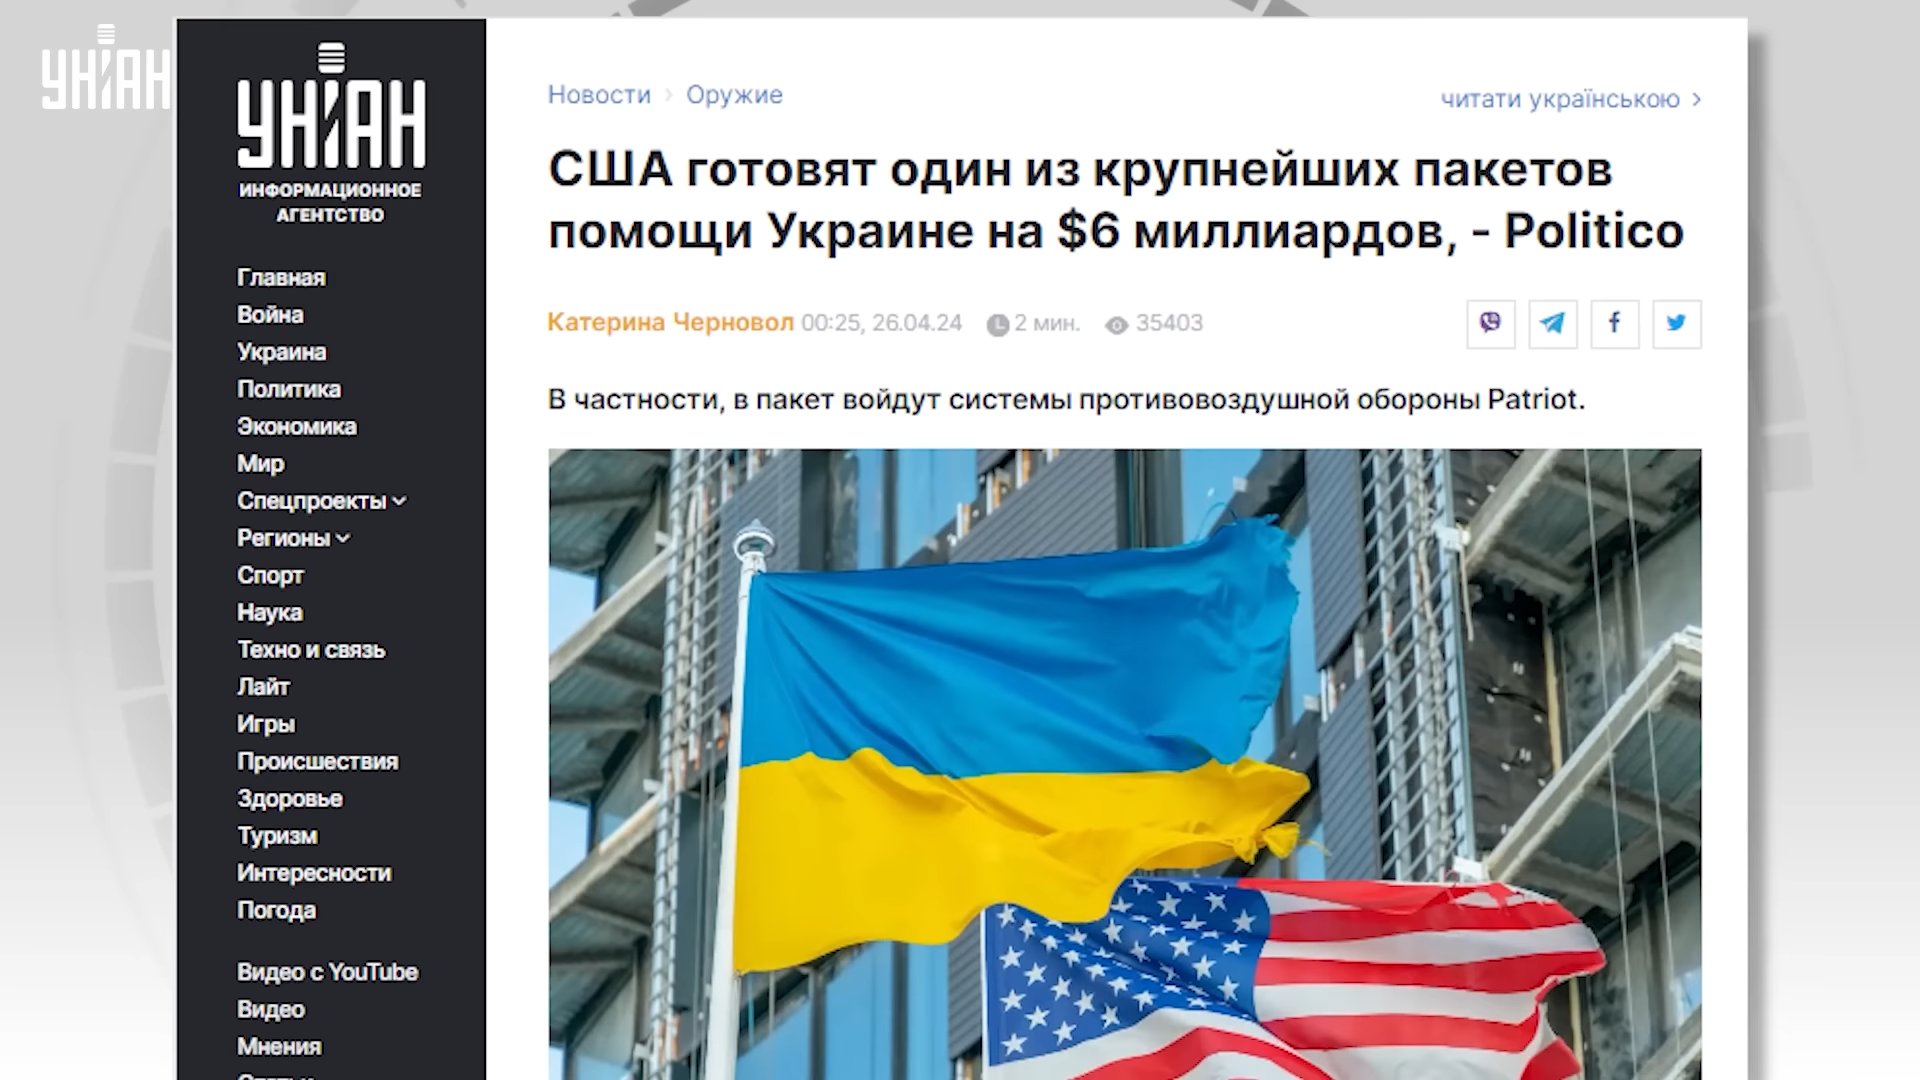 УНІАН
УНІАН
ИНФОРМАЦИОННОЕ
АГЕНТСТВО
Главная
Война
Украина
Политика
Экономика
Мир
Спецпроекты
Регионы
Спорт
Наука
Техно и связь
Лайт
Игры
Происшествия
Здоровье
Туризм
Интересности
Погода
Видео с YouTube
Видео
Мнения
Новости › Оружие
читати українською ›
США готовят один из крупнейших пакетов
помощи Украине на $6 миллиардов, - Politico
Катерина Черновол 00:25, 26.04.24 2 мин. 35403
В частности, в пакет войдут системы противовоздушной обороны Patriot.